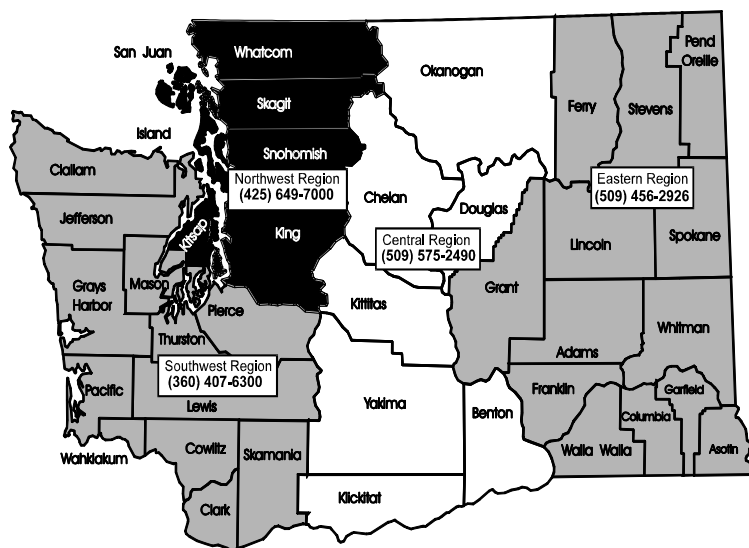 San Juan
Whatcom
Okanogan
Pend
Oreille
Skagit
Ferry
Stevens
Island
Snohomish
Clallam
Northwest Region
(425) 649-7000
Eastern Region
(509) 456-2926
Chelan
Douglas
Jefferson
Kitsap
King
Central Region
(509) 575-2490
Lincoln
Spokane
Grays
Harbor
Mason
Grant
Pierce
Kittitas
Whitman
Thurston
Adams
Southwest Region
(360) 407-6300
Pacific
Lewis
Yakima
Benton
Franklin
Garfield
Columbia
Wahkiakum
Cowlitz
Skamania
Walla Walla
Asotin
Klickitat
Clark